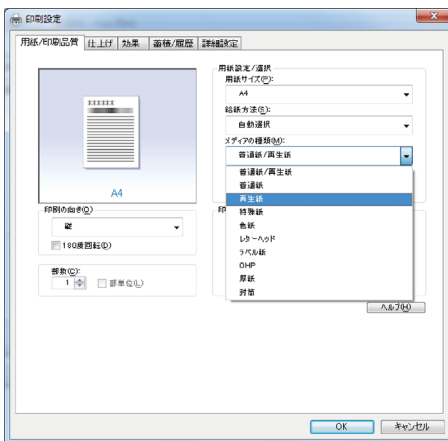 印刷設定
用紙/印刷品質 仕上げ 効果 蓄積/履歴 詳細設定
用紙設定/選択
用紙サイズ(P):
A4
給紙方法(S):
自動選択
メディアの種類(M):
普通紙/再生紙
普通紙/再生紙
普通紙
再生紙
特殊紙
色紙
レターヘッド
ラベル紙
OHP
厚紙
封筒
A4
印刷の向き(O)
縦
180度回転(D)
部数(C):
1 部単位(L)
印
ヘルプ(H)
OK キャンセル